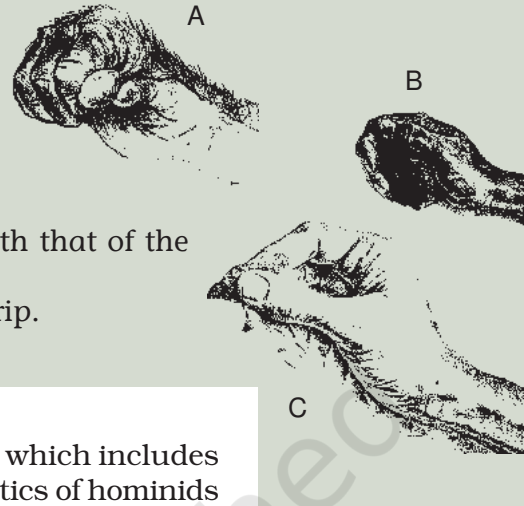 A
B
th that of the
rip.
C
which includes
tics of hominids